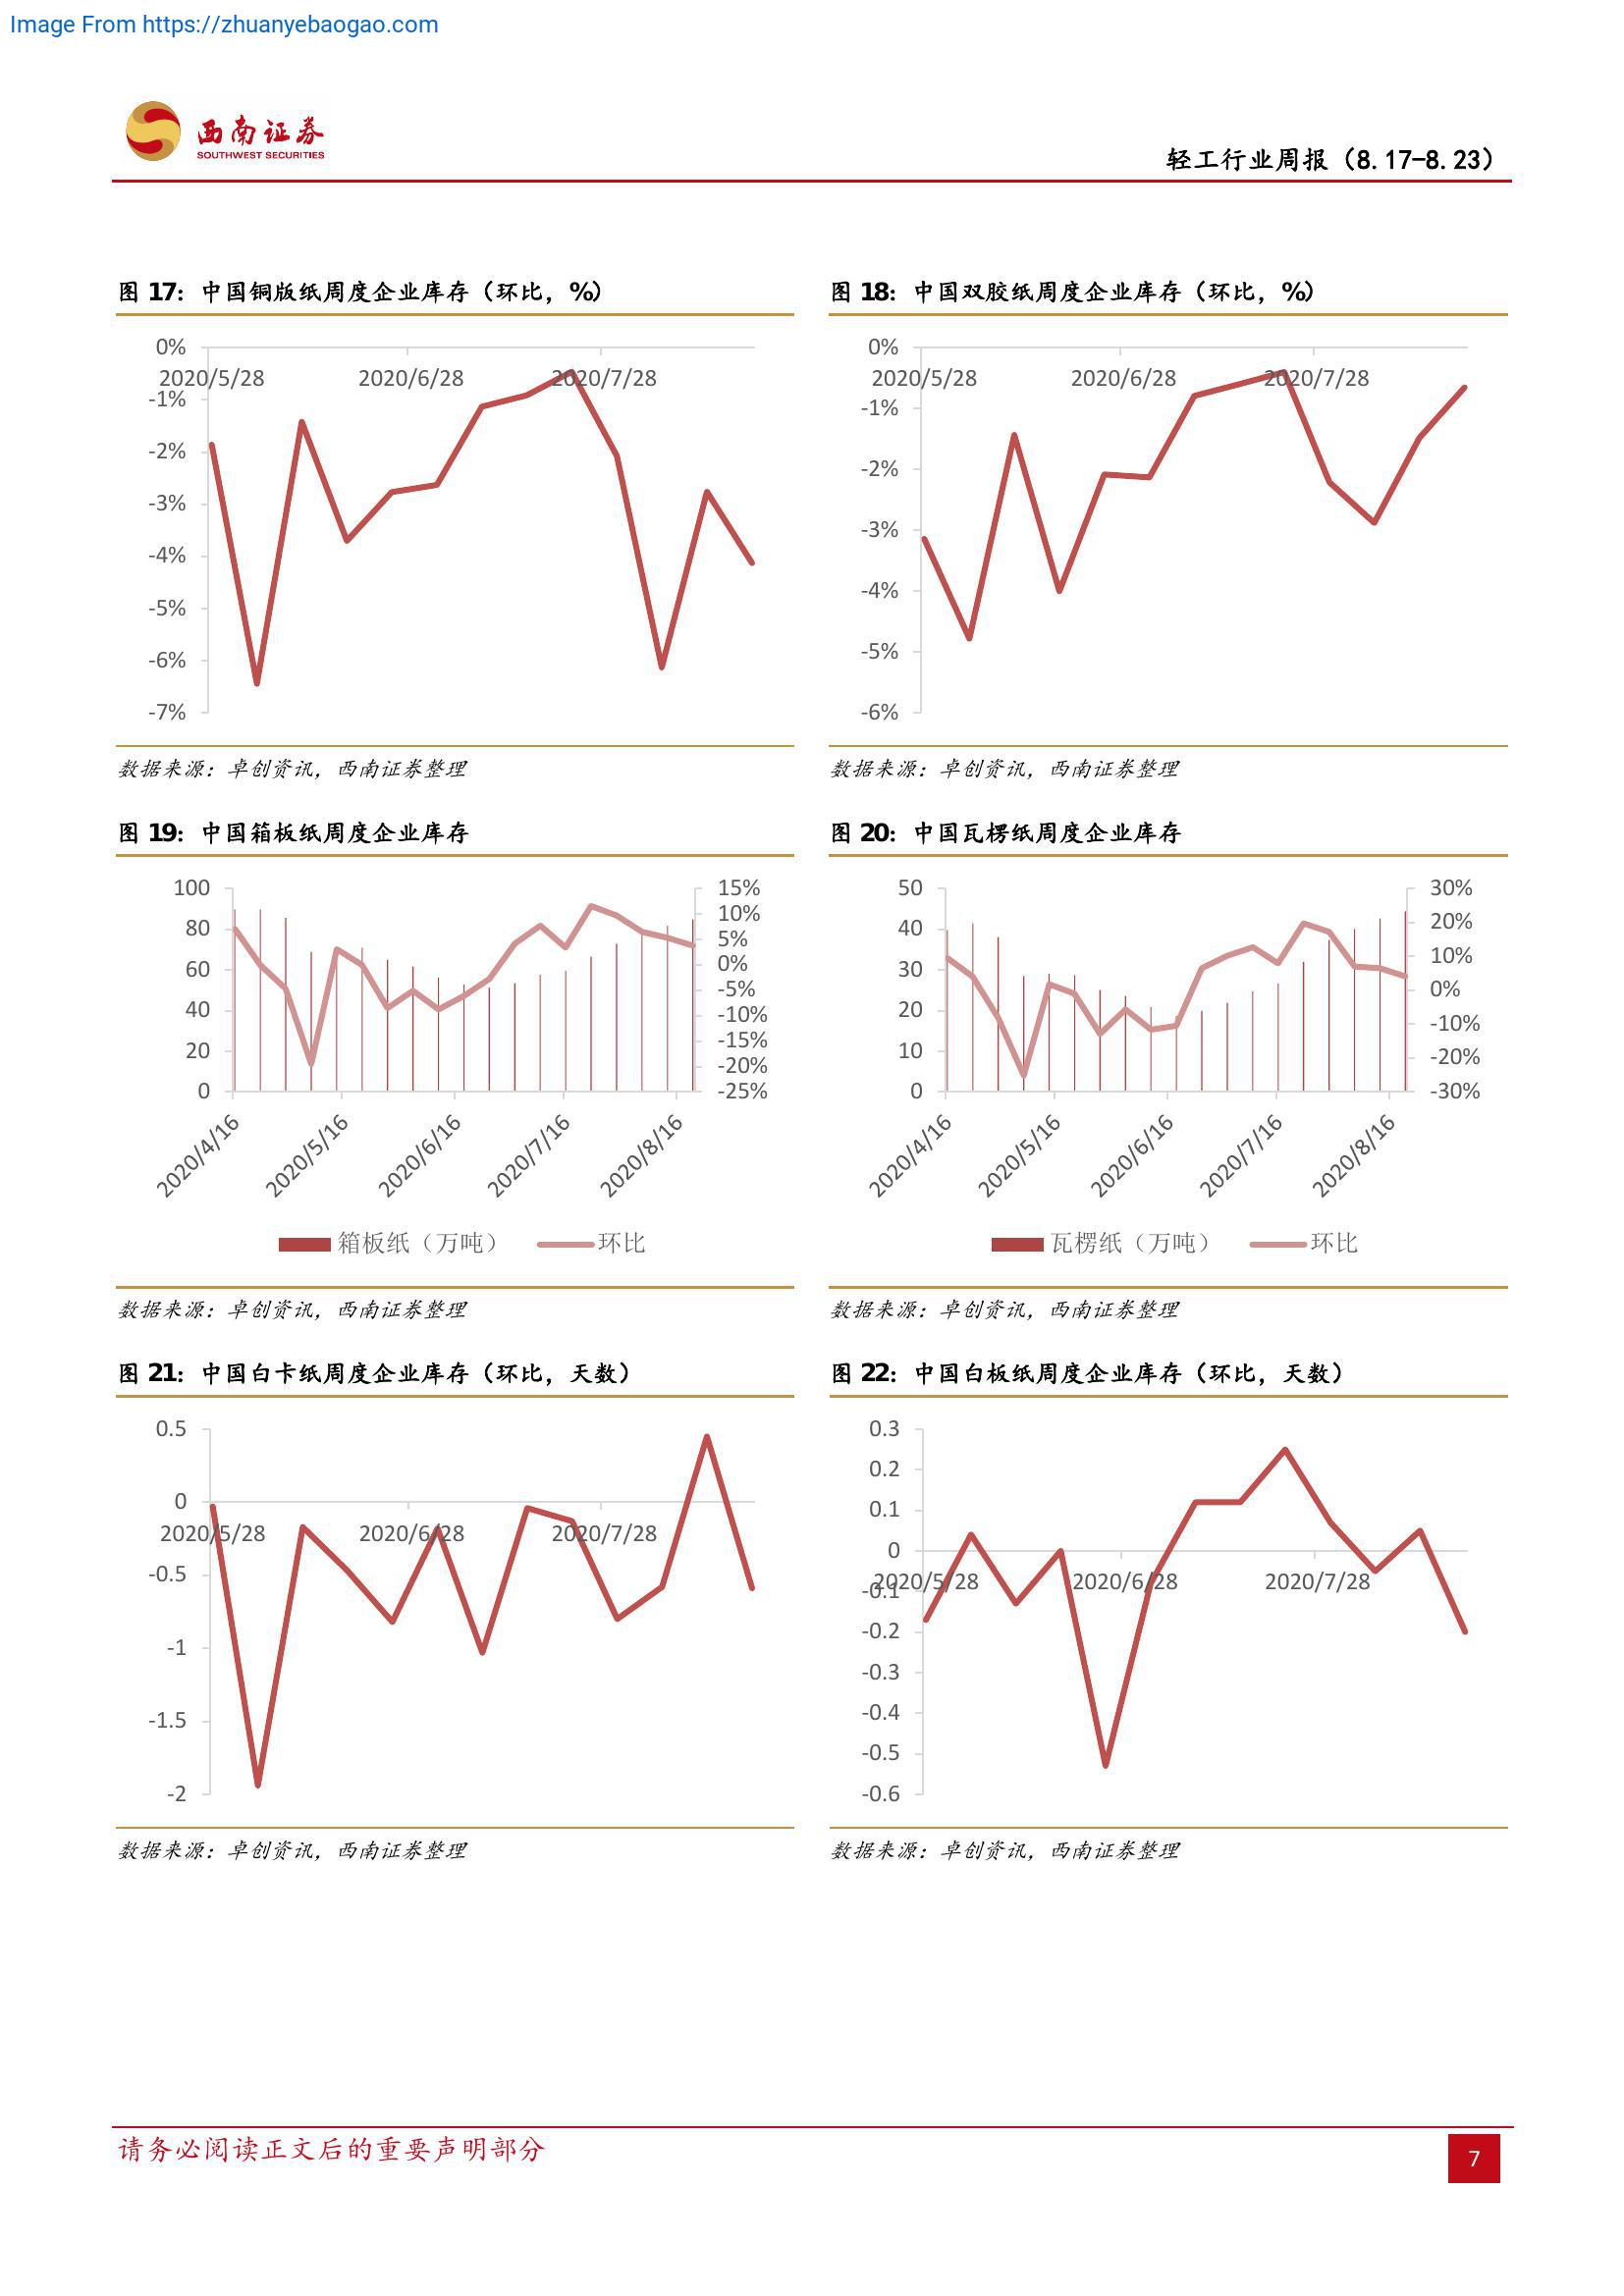 Image From https://zhuanyebaogao.com
西南证券
SOUTHWEST SECURITIES
轻工行业周报（8.17-8.23）
图 17：中国铜版纸周度企业库存（环比，%）
0%
-1%
-2%
-3%
-4%
-5%
-6%
-7%
2020/5/28 2020/6/28 2020/7/28
数据来源：卓创资讯，西南证券整理
图 18：中国双胶纸周度企业库存（环比，%）
0%
-1%
-2%
-3%
-4%
-5%
-6%
2020/5/28 2020/6/28 2020/7/28
数据来源：卓创资讯，西南证券整理
图 19：中国箱板纸周度企业库存
100
80
60
40
20
0
15%
10%
5%
0%
-5%
-10%
-15%
-20%
-25%
2020/4/16 2020/5/16 2020/6/16 2020/7/16 2020/8/16
箱板纸（万吨） 环比
数据来源：卓创资讯，西南证券整理
图 20：中国瓦楞纸周度企业库存
50
40
30
20
10
0
30%
20%
10%
0%
-10%
-20%
-30%
2020/4/16 2020/5/16 2020/6/16 2020/7/16 2020/8/16
瓦楞纸（万吨） 环比
数据来源：卓创资讯，西南证券整理
图 21：中国白卡纸周度企业库存（环比，天数）
0.5
0
-0.5
-1
-1.5
-2
2020/5/28 2020/6/28 2020/7/28
数据来源：卓创资讯，西南证券整理
图 22：中国白板纸周度企业库存（环比，天数）
0.3
0.2
0.1
0
-0.1
-0.2
-0.3
-0.4
-0.5
-0.6
2020/5/28 2020/6/28 2020/7/28
数据来源：卓创资讯，西南证券整理
请务必阅读正文后的重要声明部分
7